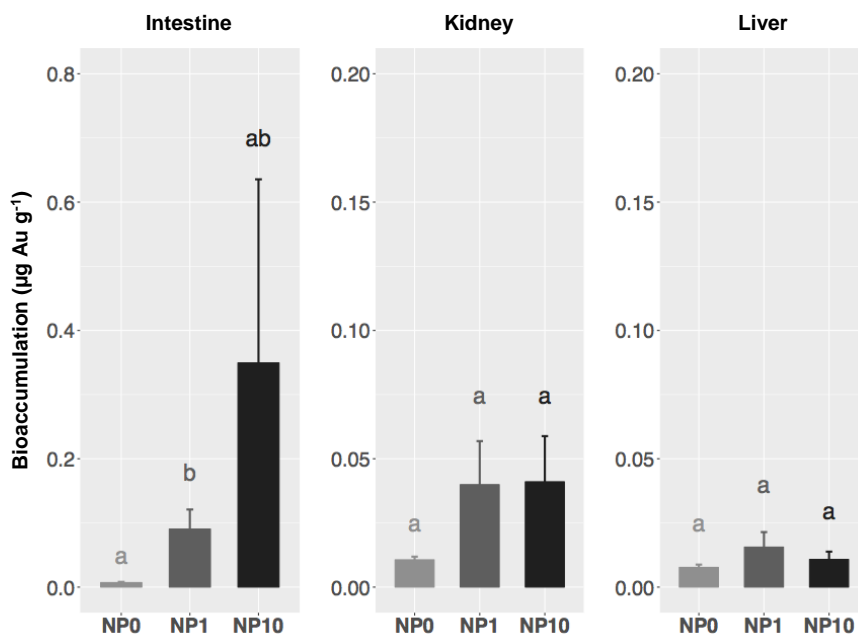 Intestine
Kidney
Liver
Bioaccumulation (µg Au g⁻¹)
0.8
0.6
0.4
0.2
0.0
a
b
ab
NP0 NP1 NP10
0.20
0.15
0.10
0.05
0.00
a
a
a
NP0 NP1 NP10
0.20
0.15
0.10
0.05
0.00
a
a
a
NP0 NP1 NP10